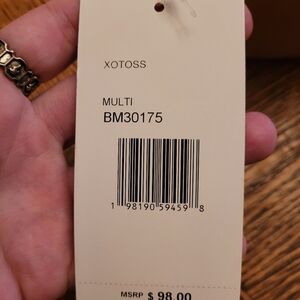 XOTOSS
MULTI
BM30175
1 98190 59459 8
MSRP $ 98.00